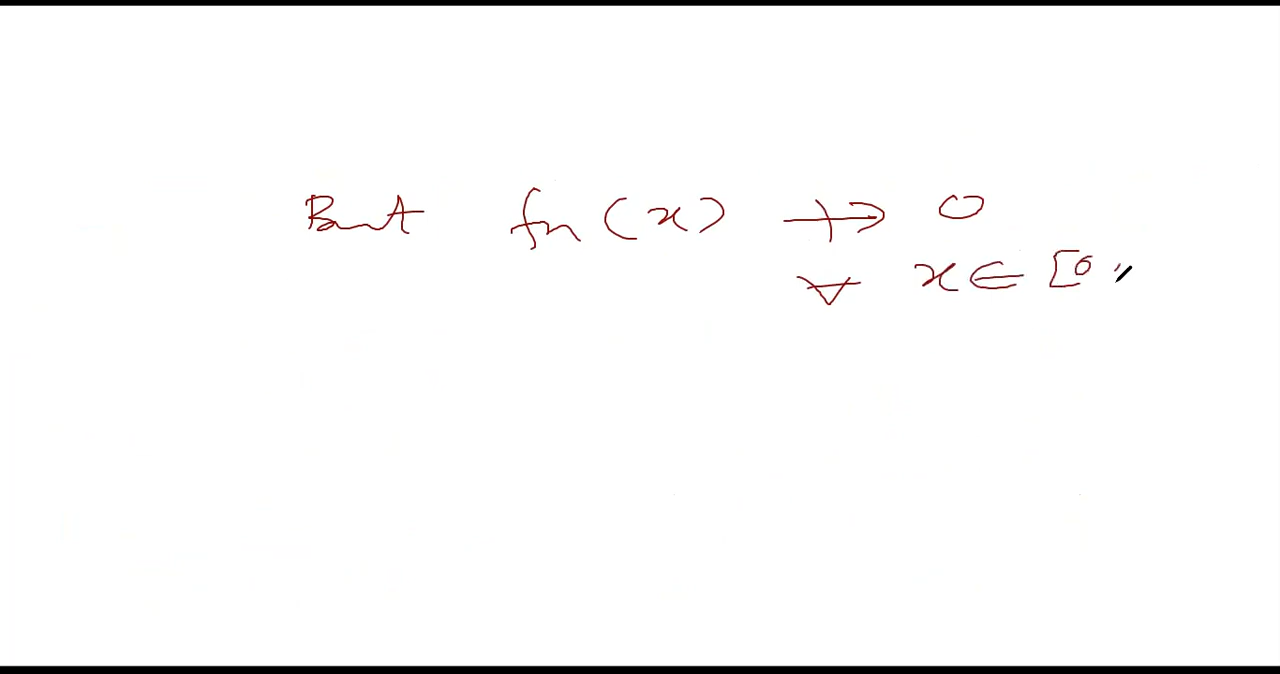 But fn(x) ↛ 0
∀ x ∈ [0,